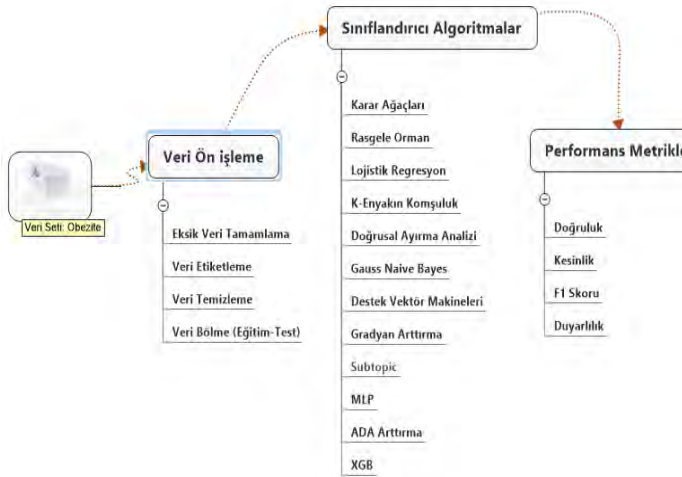 Veri Seti: Obezite
Veri Ön işleme
Eksik Veri Tamamlama
Veri Etiketleme
Veri Temizleme
Veri Bölme (Eğitim-Test)
Sınıflandırıcı Algoritmalar
Karar Ağaçları
Rasgele Orman
Lojistik Regresyon
K-Enyakın Komşuluk
Doğrusal Ayırma Analizi
Gauss Naive Bayes
Destek Vektör Makineleri
Gradyan Arttırma
Subtopic
MLP
ADA Arttırma
XGB
Performans Metrikle
Doğruluk
Kesinlik
F1 Skoru
Duyarlılık